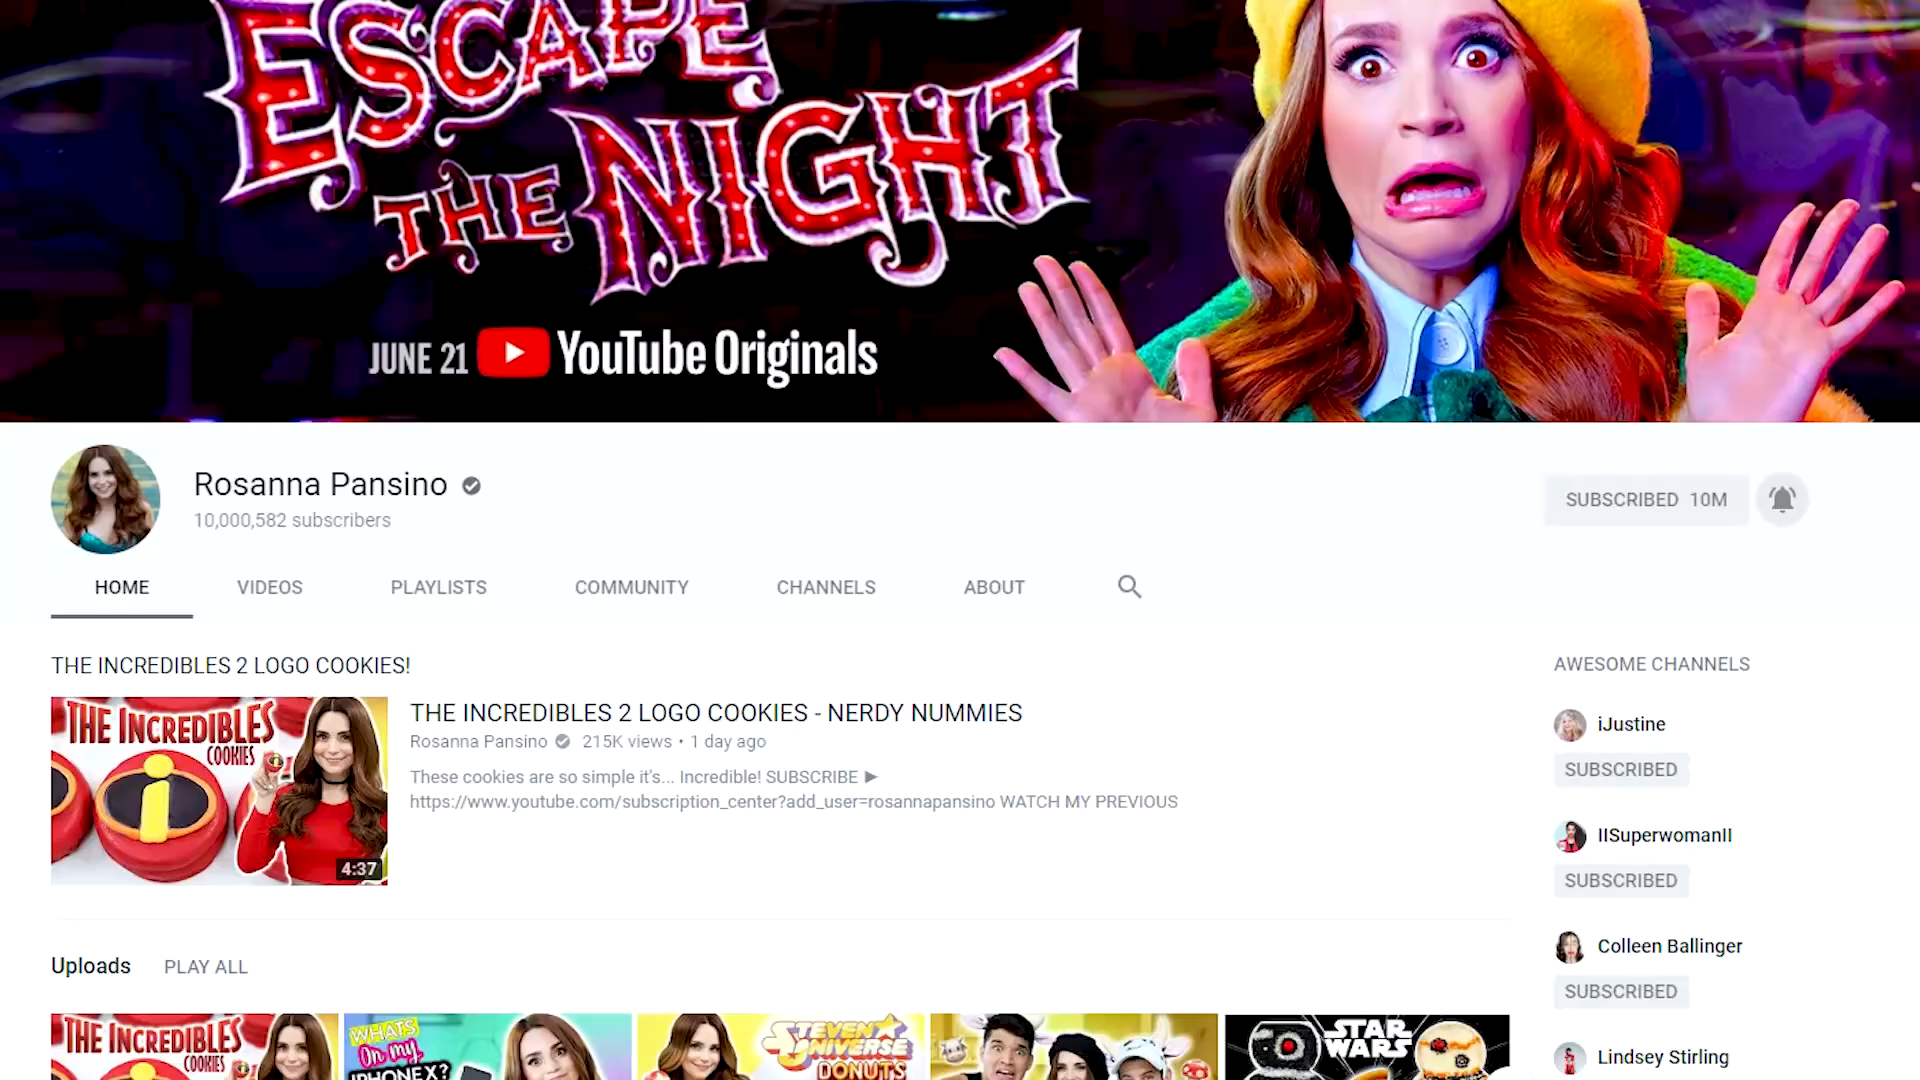 ESCAPE
THE NIGHT
JUNE 21 YouTube Originals
Rosanna Pansino
10,000,582 subscribers
SUBSCRIBED 10M
HOME VIDEOS PLAYLISTS COMMUNITY CHANNELS ABOUT
THE INCREDIBLES 2 LOGO COOKIES!
THE INCREDIBLES
COOKIES
4:37
THE INCREDIBLES 2 LOGO COOKIES - NERDY NUMMIES
Rosanna Pansino 215K views • 1 day ago
These cookies are so simple it's... Incredible! SUBSCRIBE ►
https://www.youtube.com/subscription_center?add_user=rosannapansino WATCH MY PREVIOUS
AWESOME CHANNELS
iJustine
SUBSCRIBED
IISuperwomanII
SUBSCRIBED
Colleen Ballinger
SUBSCRIBED
Lindsey Stirling
Uploads PLAY ALL
THE INCREDIBLES
COOKIES
WHATS
On my
IPHONE X?
STEVEN
UNIVERSE
DONUTS
STAR
WARS